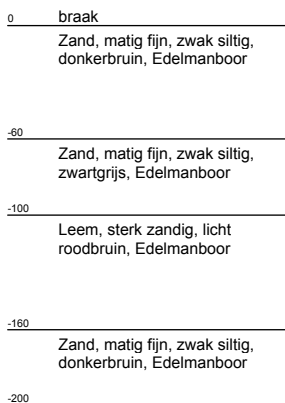 0 braak
Zand, matig fijn, zwak siltig,
donkerbruin, Edelmanboor
-60
Zand, matig fijn, zwak siltig,
zwartgrijs, Edelmanboor
-100
Leem, sterk zandig, licht
roodbruin, Edelmanboor
-160
Zand, matig fijn, zwak siltig,
donkerbruin, Edelmanboor
-200